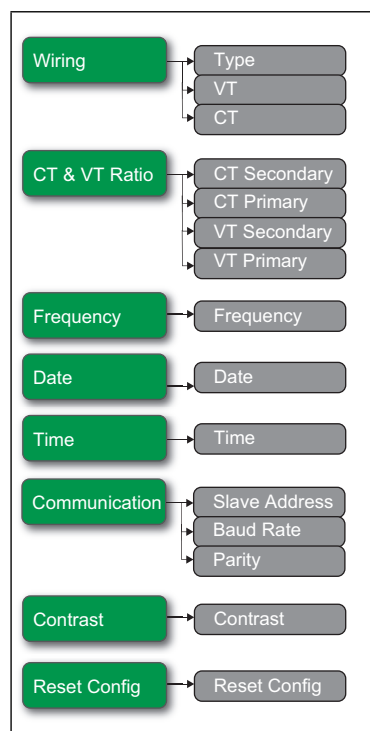 Wiring
Type
VT
CT
CT & VT Ratio
CT Secondary
CT Primary
VT Secondary
VT Primary
Frequency
Frequency
Date
Date
Time
Time
Communication
Slave Address
Baud Rate
Parity
Contrast
Contrast
Reset Config
Reset Config